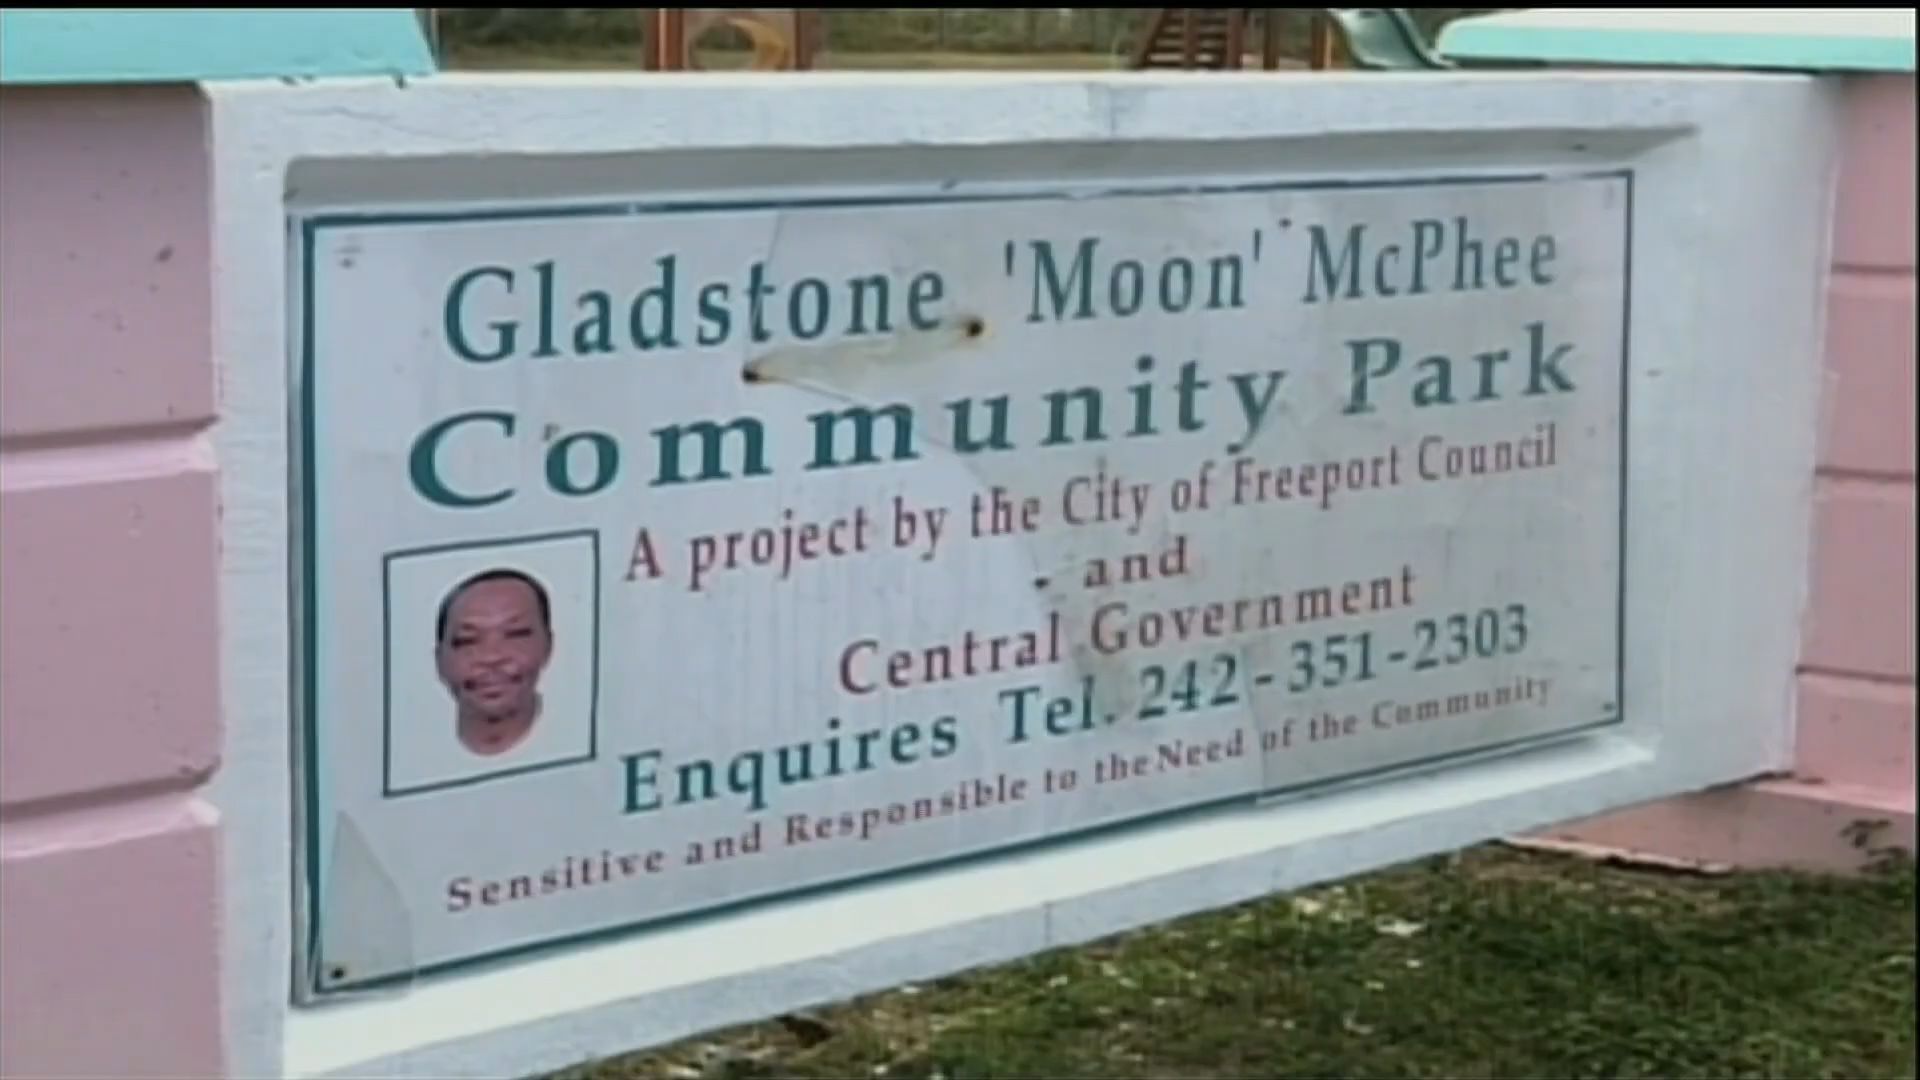 Gladstone 'Moon' McPhee
Community Park
A project by the City of Freeport Council
and
Central Government
Enquires Tel. 242-351-2303
Sensitive and Responsible to the Need of the Community